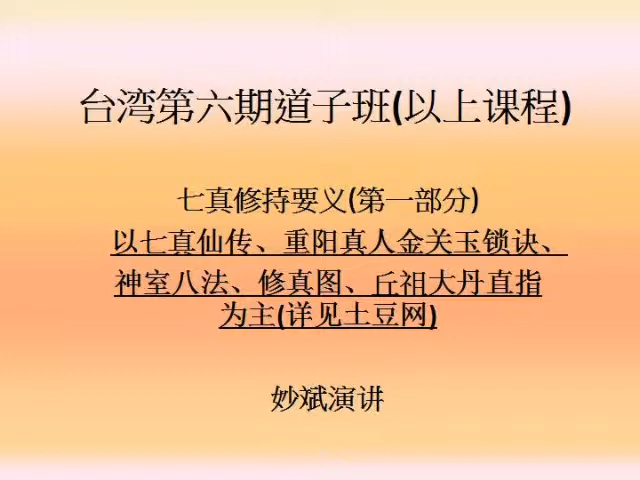 台湾第六期道子班(以上课程)
七真修持要义(第一部分)
以七真仙传、重阳真人金关玉锁诀、
神室八法、修真图、丘祖大丹直指
为主(详见土豆网)
妙斌演讲